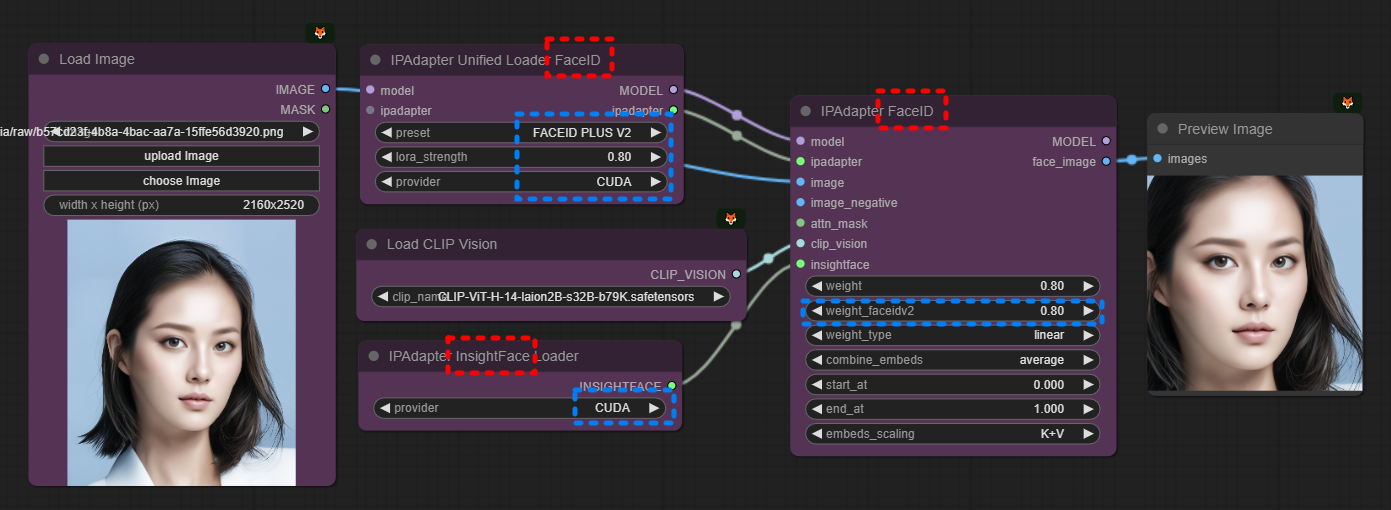 Load Image
IMAGE
MASK
ia/raw/b57cd23f-4b8a-4bac-aa7a-15ffe56d3920.png
upload Image
choose Image
width x height (px) 2160x2520
IPAdapter Unified Loader FaceID
model MODEL
ipadapter ipadapter
preset FACEID PLUS V2
lora_strength 0.80
provider CUDA
Load CLIP Vision
CLIP_VISION
clip_name CLIP-ViT-H-14-laion2B-s32B-b79K.safetensors
IPAdapter InsightFace Loader
INSIGHTFACE
provider CUDA
IPAdapter FaceID
model MODEL
ipadapter face_image
image
image_negative
attn_mask
clip_vision
insightface
weight 0.80
weight_faceidv2 0.80
weight_type linear
combine_embeds average
start_at 0.000
end_at 1.000
embeds_scaling K+V
Preview Image
images